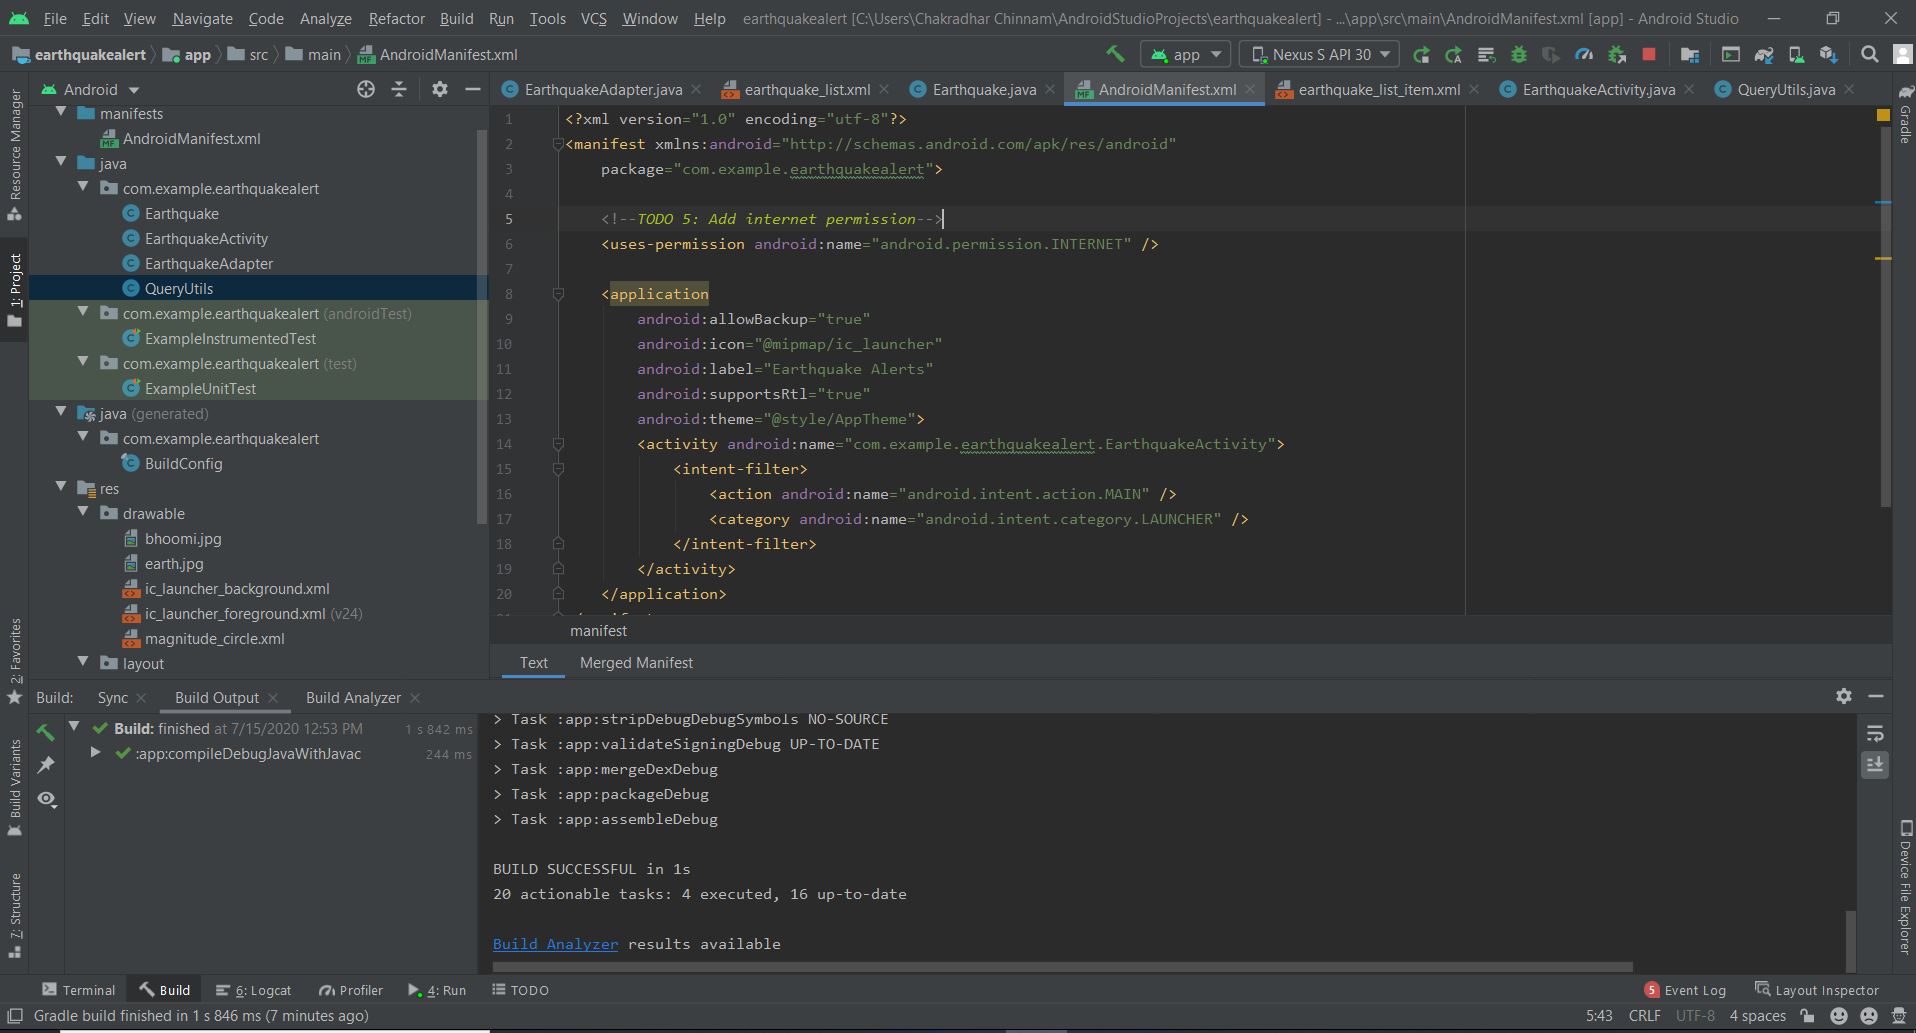 File Edit View Navigate Code Analyze Refactor Build Run Tools VCS Window Help earthquakealert [C:\Users\Chakradhar Chinnam\AndroidStudioProjects\earthquakealert] - ...\app\src\main\AndroidManifest.xml [app] - Android Studio
earthquakealert app src main AndroidManifest.xml app Nexus S API 30
Android
EarthquakeAdapter.java earthquake_list.xml Earthquake.java AndroidManifest.xml earthquake_list_item.xml EarthquakeActivity.java QueryUtils.java
Resource Manager
1: Project
2: Favorites
Build Variants
7: Structure
manifests
AndroidManifest.xml
java
com.example.earthquakealert
Earthquake
EarthquakeActivity
EarthquakeAdapter
QueryUtils
com.example.earthquakealert (androidTest)
ExampleInstrumentedTest
com.example.earthquakealert (test)
ExampleUnitTest
java (generated)
com.example.earthquakealert
BuildConfig
res
drawable
bhoomi.jpg
earth.jpg
ic_launcher_background.xml
ic_launcher_foreground.xml (v24)
magnitude_circle.xml
layout
1 <?xml version="1.0" encoding="utf-8"?>
2 <manifest xmlns:android="http://schemas.android.com/apk/res/android"
3 package="com.example.earthquakealert">
4
5 <!--TODO 5: Add internet permission-->
6 <uses-permission android:name="android.permission.INTERNET" />
7
8 <application
9 android:allowBackup="true"
10 android:icon="@mipmap/ic_launcher"
11 android:label="Earthquake Alerts"
12 android:supportsRtl="true"
13 android:theme="@style/AppTheme">
14 <activity android:name="com.example.earthquakealert.EarthquakeActivity">
15 <intent-filter>
16 <action android:name="android.intent.action.MAIN" />
17 <category android:name="android.intent.category.LAUNCHER" />
18 </intent-filter>
19 </activity>
20 </application>
manifest
Text Merged Manifest
Gradle
Device File Explorer
Build: Sync Build Output Build Analyzer
Build: finished at 7/15/2020 12:53 PM 1 s 842 ms
:app:compileDebugJavaWithJavac 244 ms
> Task :app:stripDebugDebugSymbols NO-SOURCE
> Task :app:validateSigningDebug UP-TO-DATE
> Task :app:mergeDexDebug
> Task :app:packageDebug
> Task :app:assembleDebug
BUILD SUCCESSFUL in 1s
20 actionable tasks: 4 executed, 16 up-to-date
Build Analyzer results available
Terminal Build 6: Logcat Profiler 4: Run TODO 5 Event Log Layout Inspector
Gradle build finished in 1 s 846 ms (7 minutes ago) 5:43 CRLF UTF-8 4 spaces